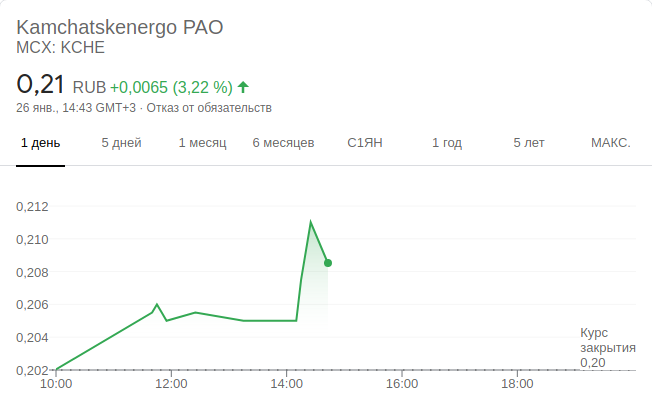 Kamchatskenergo PAO
MCX: KCHE
0,21 RUB +0,0065 (3,22 %)
26 янв., 14:43 GMT+3 · Отказ от обязательств
1 день 5 дней 1 месяц 6 месяцев С1ЯН 1 год 5 лет МАКС.
0,212
0,210
0,208
0,206
0,204
0,202
Курс
закрытия
0,20
10:00 12:00 14:00 16:00 18:00